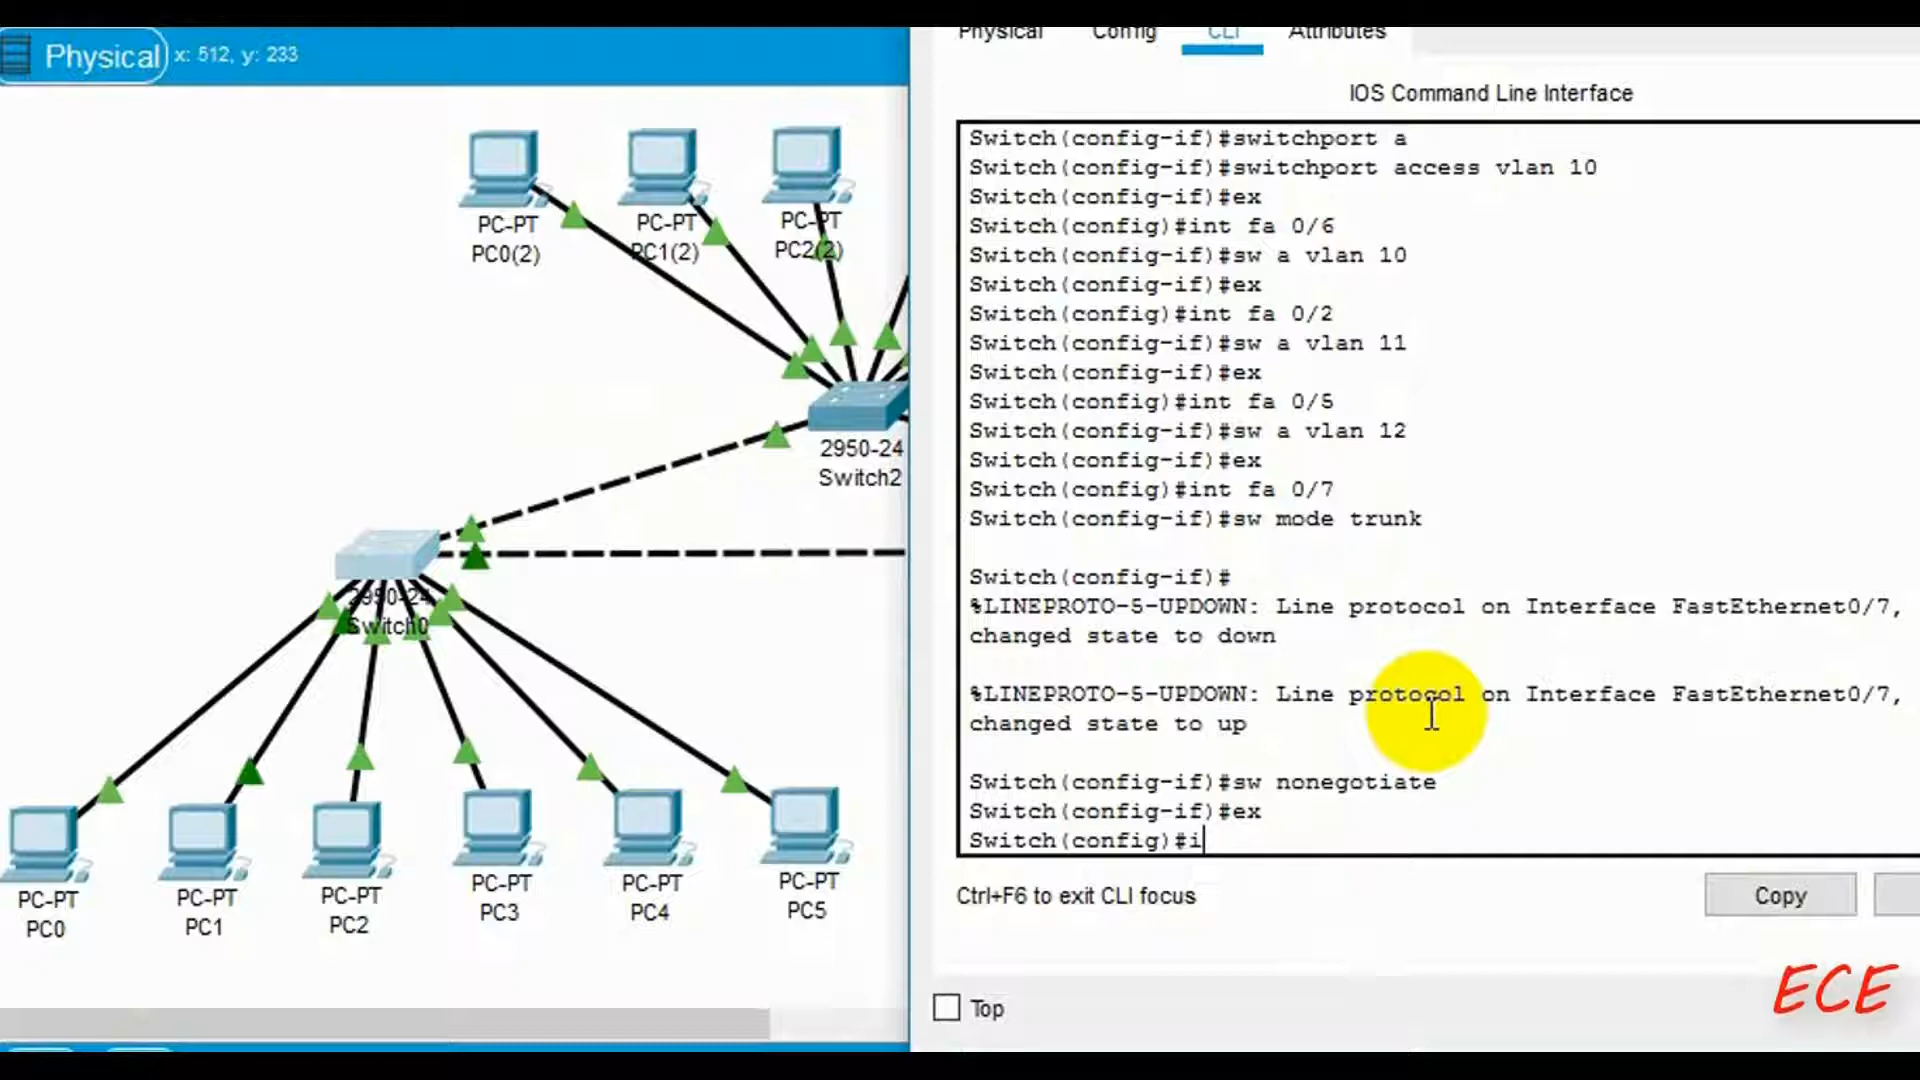 Physical
x: 512, y: 233
PC-PT
PC0(2)
PC-PT
PC1(2)
PC-PT
PC2(2)
2950-24
Switch2
2950-24
Switch0
PC-PT
PC0
PC-PT
PC1
PC-PT
PC2
PC-PT
PC3
PC-PT
PC4
PC-PT
PC5
Physical Config CLI Attributes
IOS Command Line Interface
Switch(config-if)#switchport a
Switch(config-if)#switchport access vlan 10
Switch(config-if)#ex
Switch(config)#int fa 0/6
Switch(config-if)#sw a vlan 10
Switch(config-if)#ex
Switch(config)#int fa 0/2
Switch(config-if)#sw a vlan 11
Switch(config-if)#ex
Switch(config)#int fa 0/5
Switch(config-if)#sw a vlan 12
Switch(config-if)#ex
Switch(config)#int fa 0/7
Switch(config-if)#sw mode trunk
Switch(config-if)#
%LINEPROTO-5-UPDOWN: Line protocol on Interface FastEthernet0/7,
changed state to down
%LINEPROTO-5-UPDOWN: Line protocol on Interface FastEthernet0/7,
changed state to up
Switch(config-if)#sw nonegotiate
Switch(config-if)#ex
Switch(config)#i
Ctrl+F6 to exit CLI focus
Copy
Top
ECE